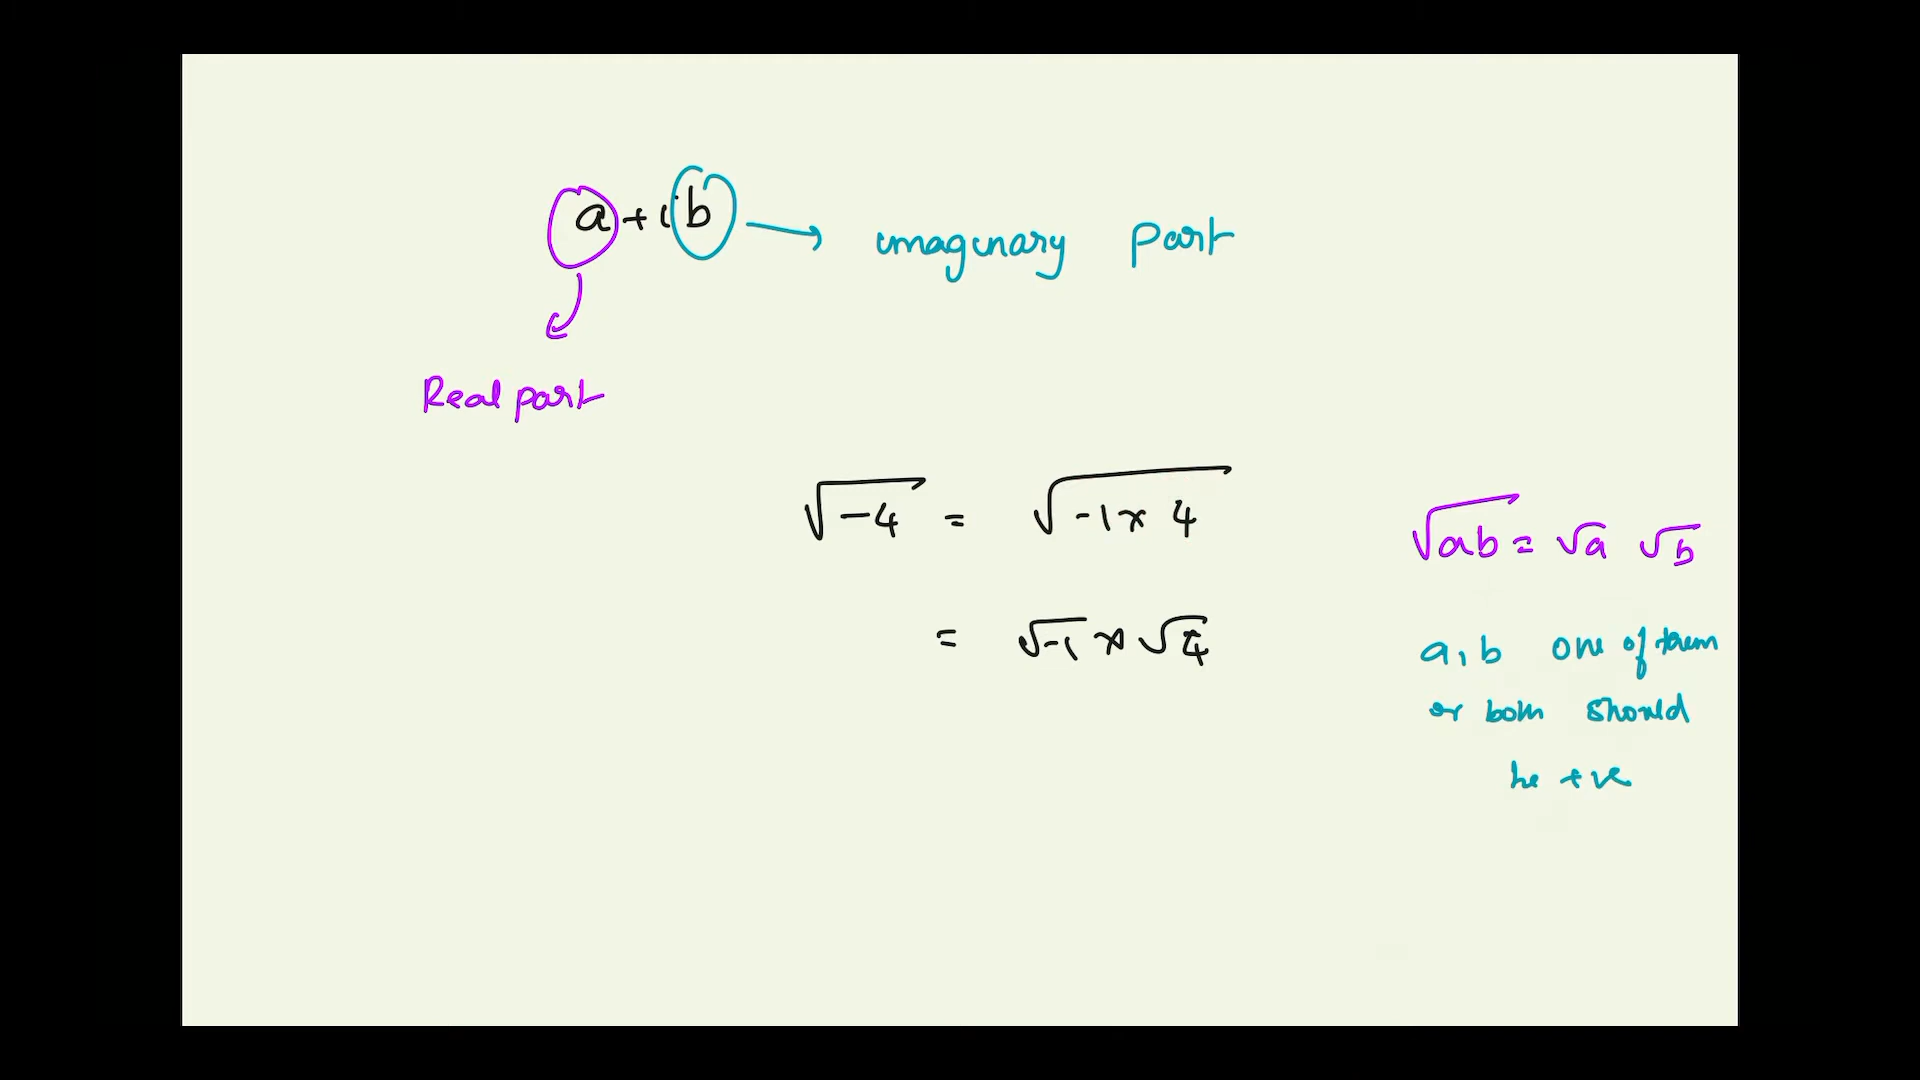 a + ib → imaginary part
Real part
√-4 = √-1 × 4
= √-1 × √4
√ab = √a √b
a, b one of them
or both should
be +ve